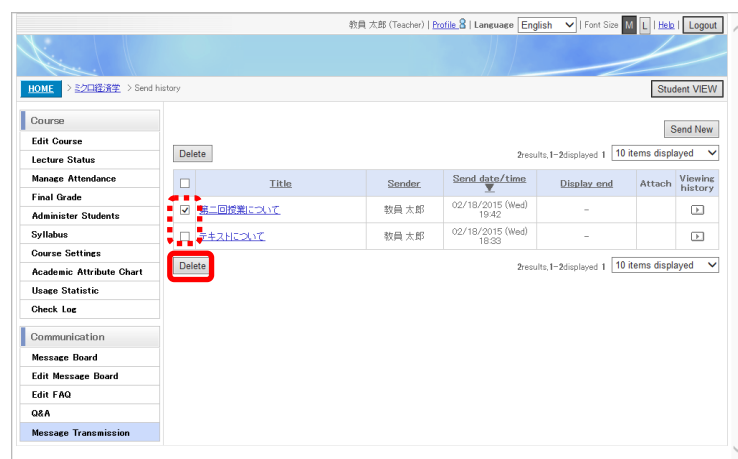 教員 太郎 (Teacher) | Profile | Language English | Font Size M L | Help | Logout
HOME > ミクロ経済学 > Send history
Student VIEW
Course
Edit Course
Lecture Status
Manage Attendance
Final Grade
Administer Students
Syllabus
Course Settings
Academic Attribute Chart
Usage Statistic
Check Log
Communication
Message Board
Edit Message Board
Edit FAQ
Q&A
Message Transmission
Send New
Delete 2results,1-2displayed 1 10 items displayed
Title Sender Send date/time ▼ Display end Attach Viewing history
第二回授業について 教員 太郎 02/18/2015 (Wed) 19:42 -
テキストについて 教員 太郎 02/18/2015 (Wed) 18:33 -
Delete 2results,1-2displayed 1 10 items displayed